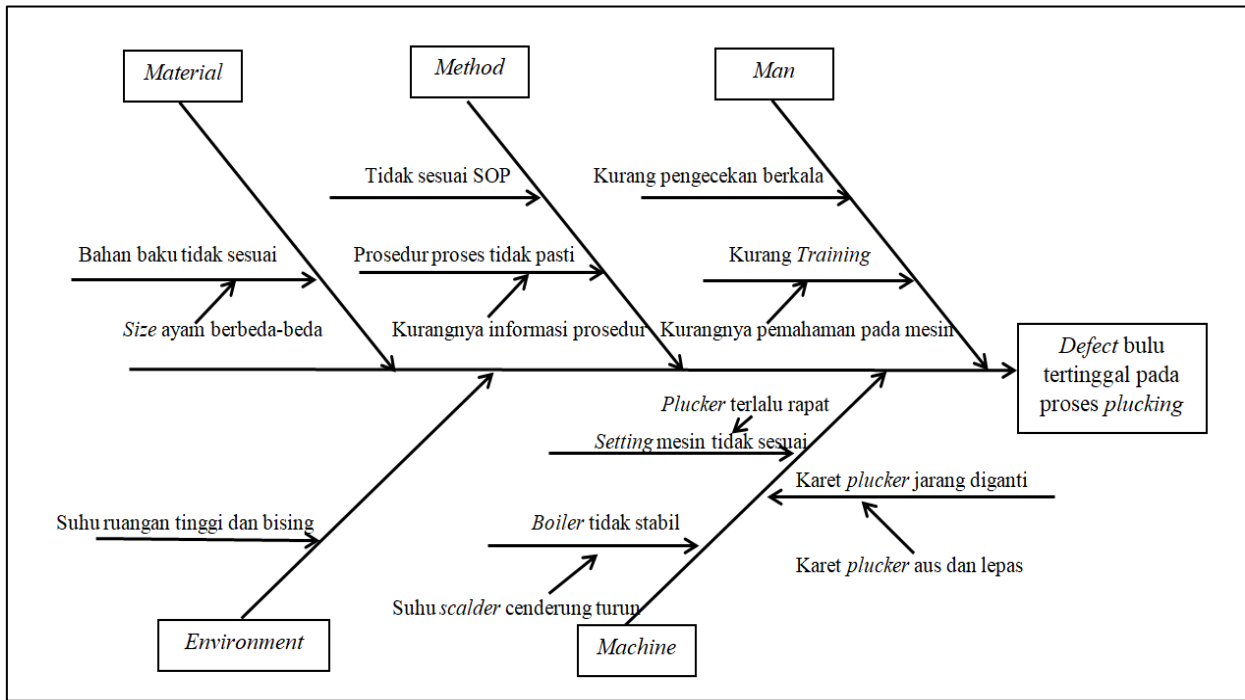 Material
Method
Man
Tidak sesuai SOP
Kurang pengecekan berkala
Bahan baku tidak sesuai
Prosedur proses tidak pasti
Kurang Training
Size ayam berbeda-beda
Kurangnya informasi prosedur
Kurangnya pemahaman pada mesin
Defect bulu
tertinggal pada
proses plucking
Plucker terlalu rapat
Setting mesin tidak sesuai
Karet plucker jarang diganti
Suhu ruangan tinggi dan bising
Boiler tidak stabil
Karet plucker aus dan lepas
Suhu scalder cenderung turun
Environment
Machine